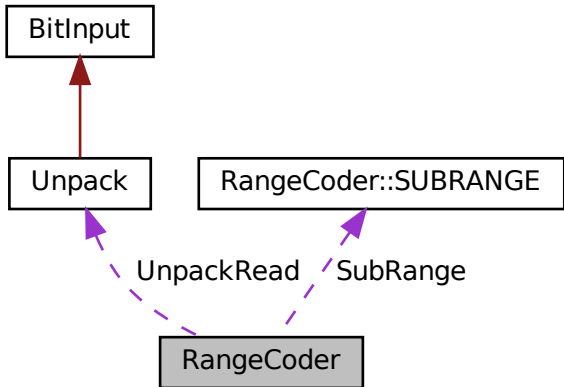 BitInput
Unpack
RangeCoder::SUBRANGE
UnpackRead
SubRange
RangeCoder